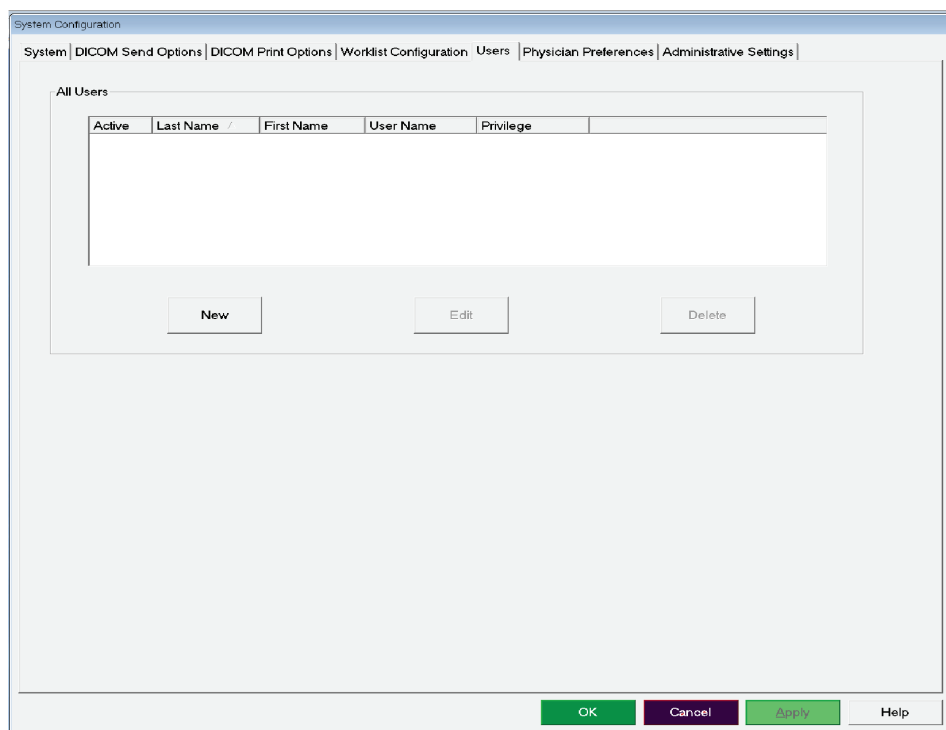 System Configuration
System DICOM Send Options DICOM Print Options Worklist Configuration Users Physician Preferences Administrative Settings
All Users
Active Last Name / First Name User Name Privilege
New Edit Delete
OK Cancel Apply Help